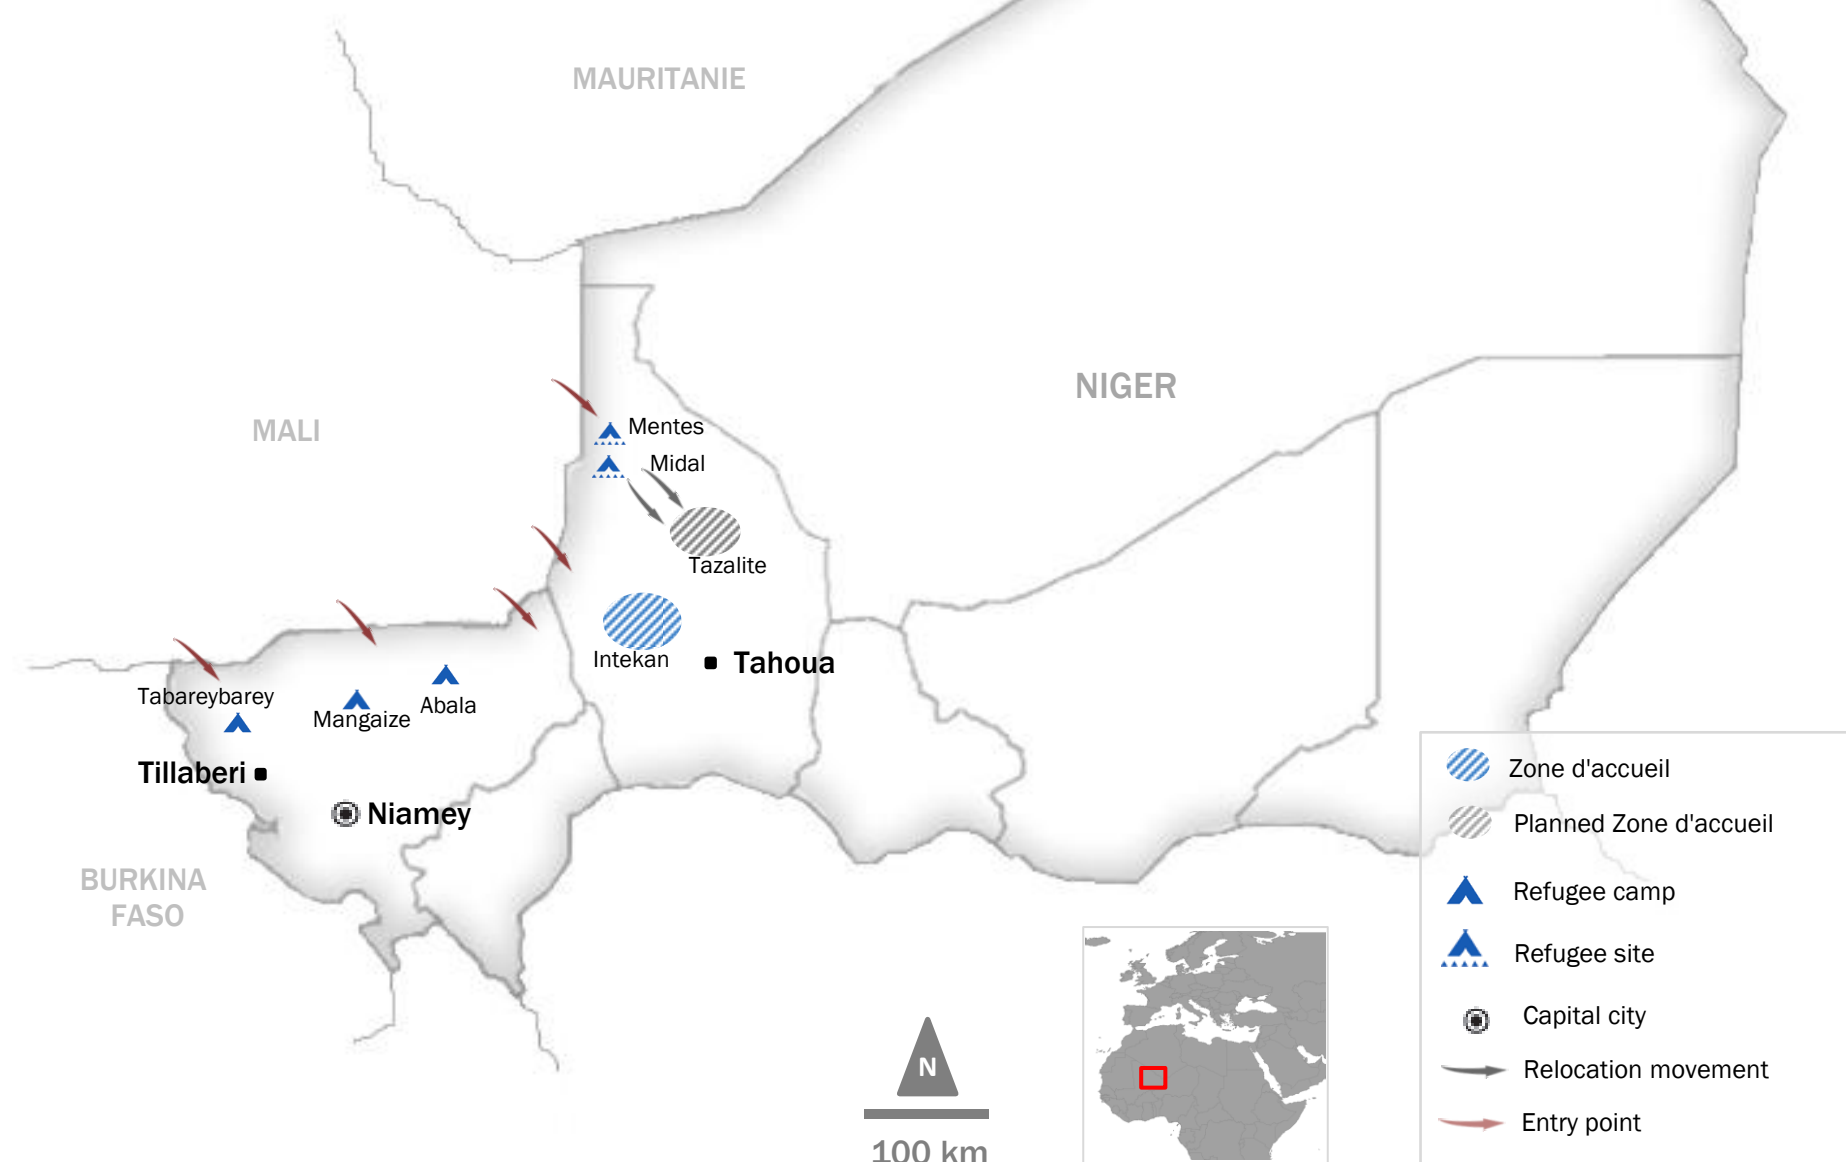 MAURITANIE
MALI
NIGER
Mentes
Midal
Tazalite
Intekan
Tahoua
Tabareybarey
Mangaize
Abala
Tillaberi
Niamey
BURKINA
FASO
Zone d'accueil
Planned Zone d'accueil
Refugee camp
Refugee site
Capital city
Relocation movement
Entry point
N
100 km